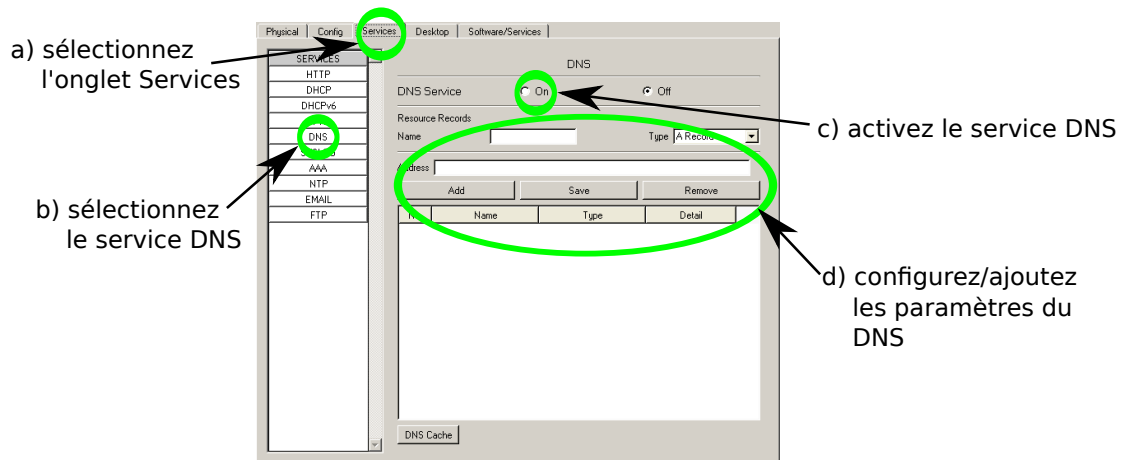 Physical Config Services Desktop Software/Services
a) sélectionnez
l'onglet Services
SERVICES
HTTP
DHCP
DHCPv6
DNS
AAA
NTP
EMAIL
FTP
b) sélectionnez
le service DNS
DNS
DNS Service On Off
Resource Records
Name Type A Record
Address
Add Save Remove
Name Type Detail
DNS Cache
c) activez le service DNS
d) configurez/ajoutez
les paramètres du
DNS